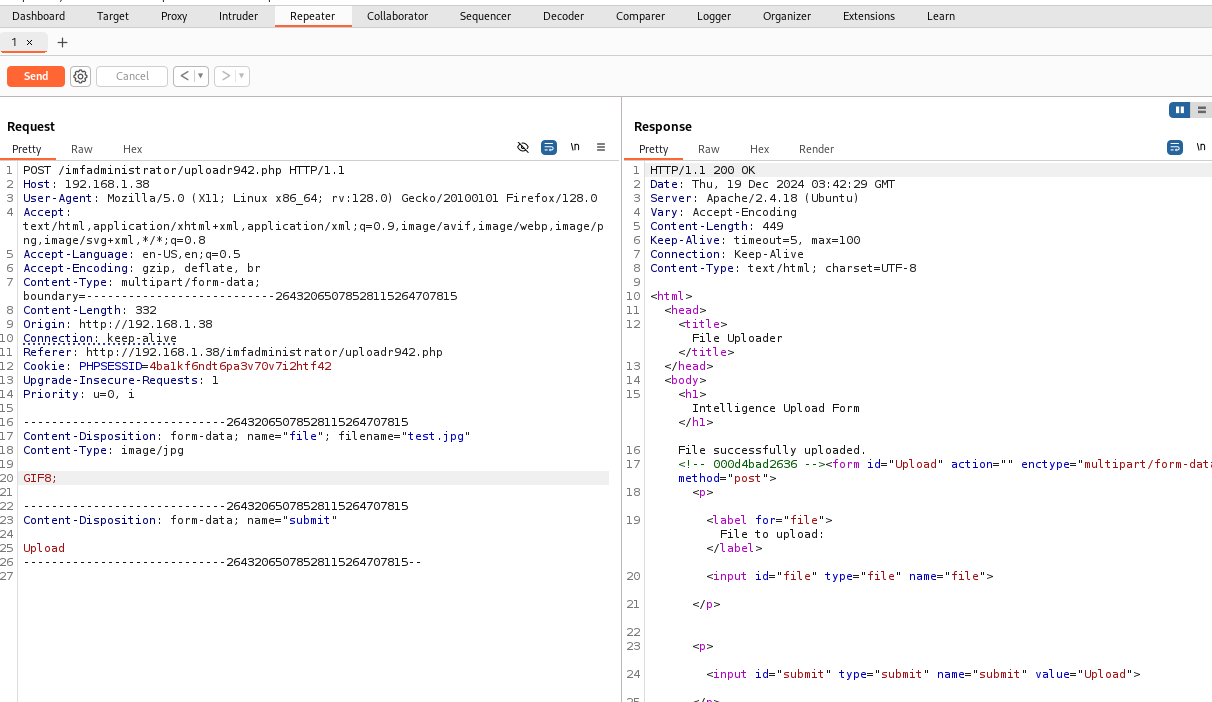 Dashboard Target Proxy Intruder Repeater Collaborator Sequencer Decoder Comparer Logger Organizer Extensions Learn
1 × +
Send Cancel < ▼ > ▼
Request
Pretty Raw Hex \n
1 POST /imfadministrator/uploadr942.php HTTP/1.1
2 Host: 192.168.1.38
3 User-Agent: Mozilla/5.0 (X11; Linux x86_64; rv:128.0) Gecko/20100101 Firefox/128.0
4 Accept:
text/html,application/xhtml+xml,application/xml;q=0.9,image/avif,image/webp,image/p
ng,image/svg+xml,*/*;q=0.8
5 Accept-Language: en-US,en;q=0.5
6 Accept-Encoding: gzip, deflate, br
7 Content-Type: multipart/form-data;
boundary=---------------------------264320650785281152647​07815
8 Content-Length: 332
9 Origin: http://192.168.1.38
10 Connection: keep-alive
11 Referer: http://192.168.1.38/imfadministrator/uploadr942.php
12 Cookie: PHPSESSID=4ba1kf6ndt6pa3v70v7i2htf42
13 Upgrade-Insecure-Requests: 1
14 Priority: u=0, i
15
16 -----------------------------26432065078528115264707815
17 Content-Disposition: form-data; name="file"; filename="test.jpg"
18 Content-Type: image/jpg
19
20 GIF8;
21
22 -----------------------------26432065078528115264707815
23 Content-Disposition: form-data; name="submit"
24
25 Upload
26 -----------------------------26432065078528115264707815--
27
Response
Pretty Raw Hex Render \n
1 HTTP/1.1 200 OK
2 Date: Thu, 19 Dec 2024 03:42:29 GMT
3 Server: Apache/2.4.18 (Ubuntu)
4 Vary: Accept-Encoding
5 Content-Length: 449
6 Keep-Alive: timeout=5, max=100
7 Connection: Keep-Alive
8 Content-Type: text/html; charset=UTF-8
9
10 <html>
11 <head>
12 <title>
File Uploader
</title>
13 </head>
14 <body>
15 <h1>
Intelligence Upload Form
</h1>
16 File successfully uploaded.
17 <!-- 000d4bad2636 --><form id="Upload" action="" enctype="multipart/form-dat
method="post">
18 <p>
19 <label for="file">
File to upload:
</label>
20 <input id="file" type="file" name="file">
21 </p>
22
23 <p>
24 <input id="submit" type="submit" name="submit" value="Upload">
25 </p>